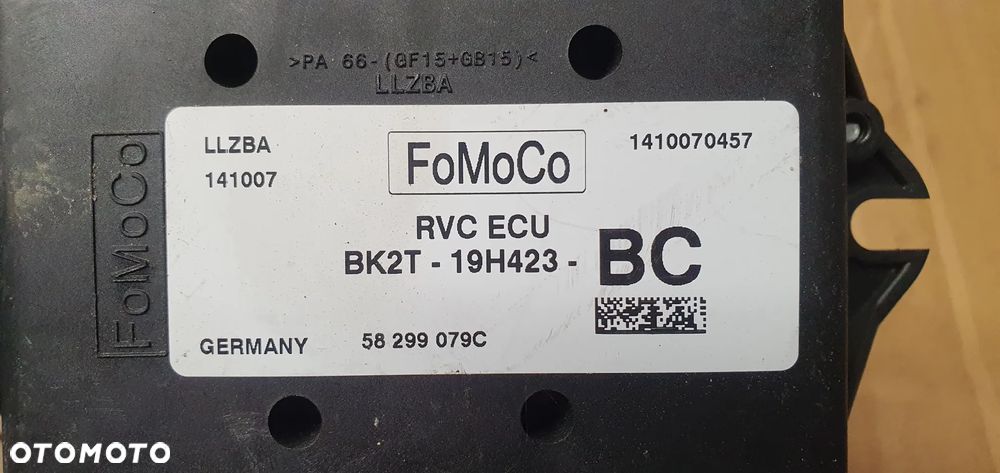 >PA 66-(GF15+GB15)<
LLZBA
FoMoCo
LLZBA
141007
FoMoCo
1410070457
RVC ECU
BK2T - 19H423 - BC
GERMANY
58 299 079C
OTOMOTO